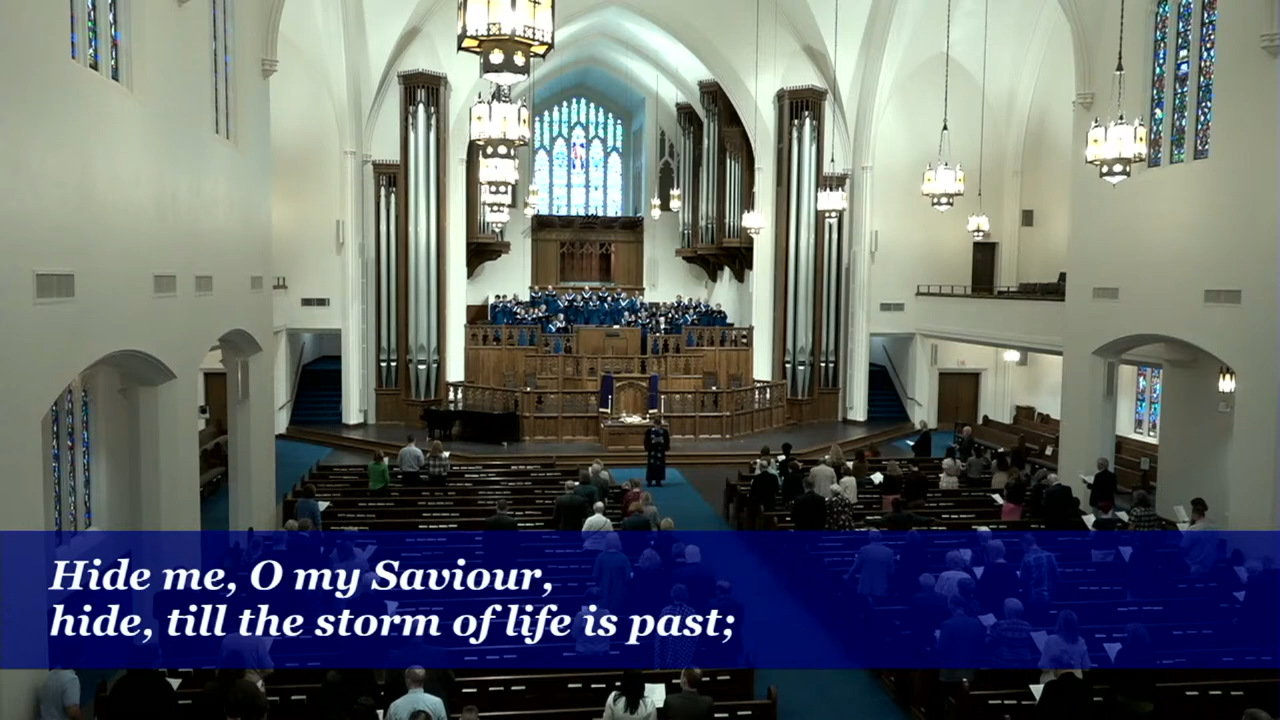 Hide me, O my Saviour,
hide, till the storm of life is past;